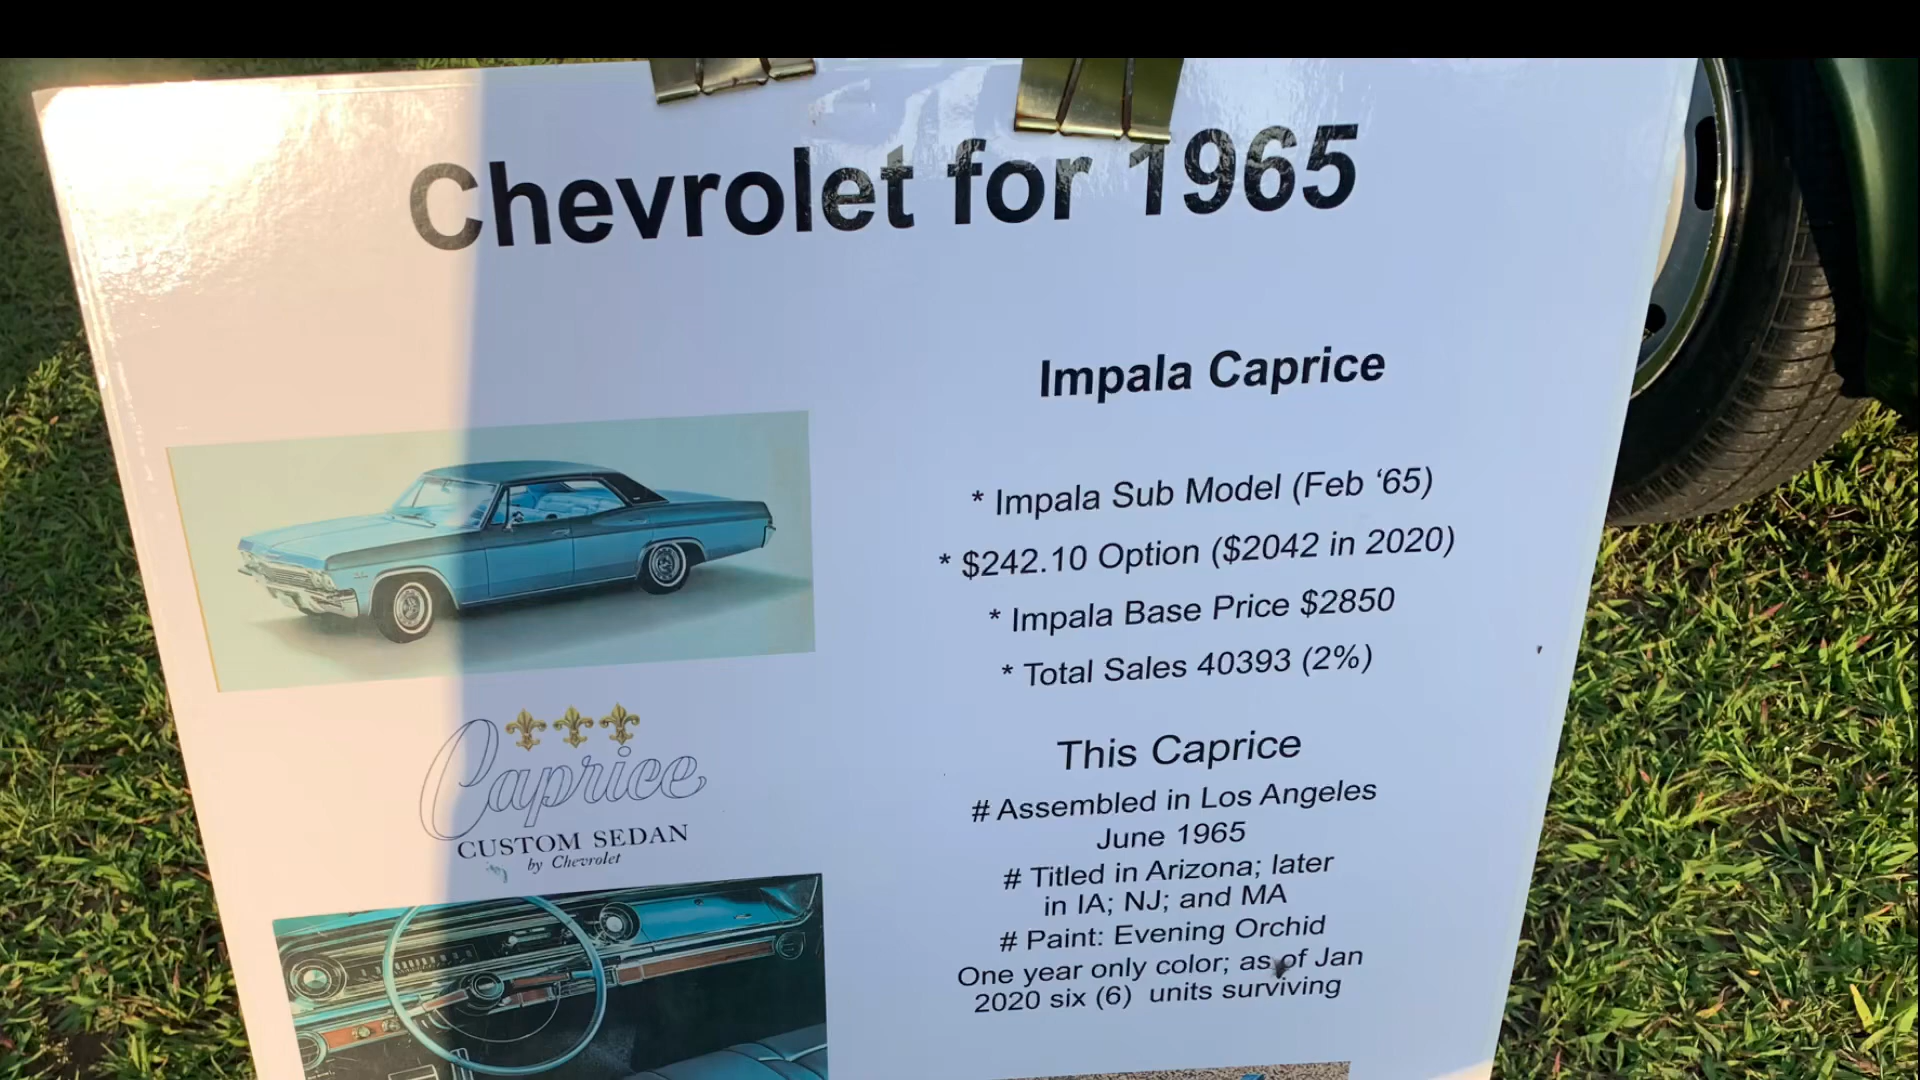 Chevrolet for 1965
Impala Caprice
* Impala Sub Model (Feb ‘65)
* $242.10 Option ($2042 in 2020)
* Impala Base Price $2850
* Total Sales 40393 (2%)
Caprice
CUSTOM SEDAN
by Chevrolet
This Caprice
# Assembled in Los Angeles
June 1965
# Titled in Arizona; later
in IA; NJ; and MA
# Paint: Evening Orchid
One year only color; as of Jan
2020 six (6) units surviving